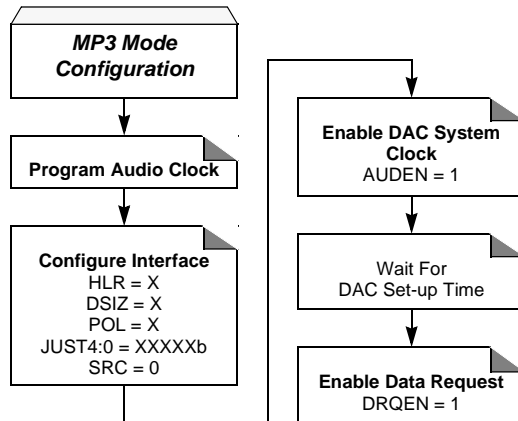 MP3 Mode
Configuration
Program Audio Clock
Configure Interface
HLR = X
DSIZ = X
POL = X
JUST4:0 = XXXXXb
SRC = 0
Enable DAC System
Clock
AUDEN = 1
Wait For
DAC Set-up Time
Enable Data Request
DRQEN = 1